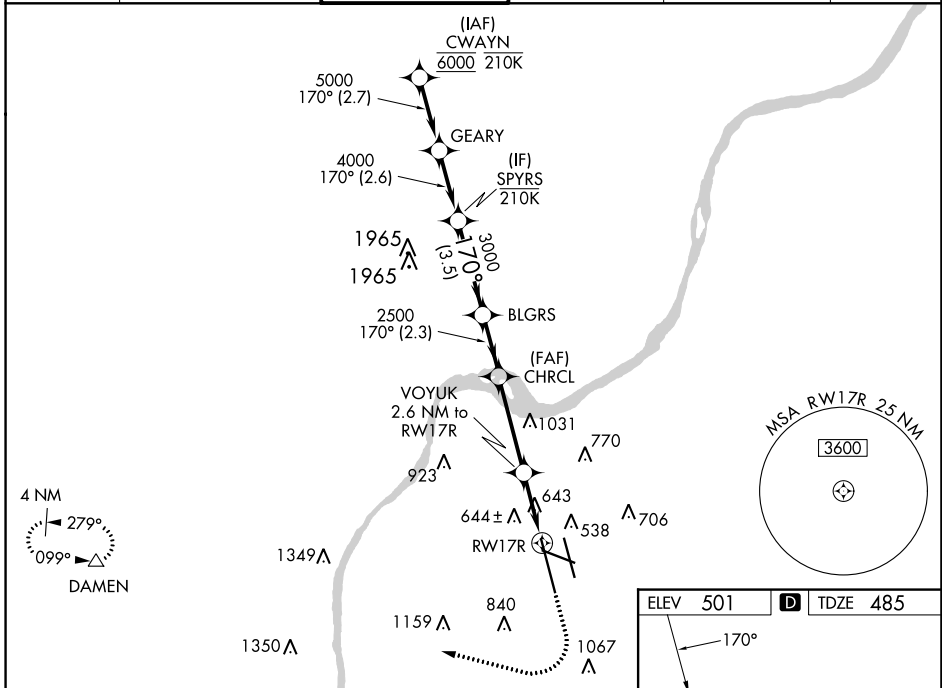 (IAF)
CWAYN
6000 210K
5000
170° (2.7)
GEARY
4000
170° (2.6)
(IF)
SPYRS
210K
1965
1965
3000
170°
(3.5)
BLGRS
2500
170° (2.3)
(FAF)
CHRCL
VOYUK
2.6 NM to
RW17R
1031
770
923
643
644±
538
706
RW17R
MSA RW17R 25 NM
3600
4 NM
279°
099°
DAMEN
1349
1159
840
1350
1067
ELEV 501 D TDZE 485
170°